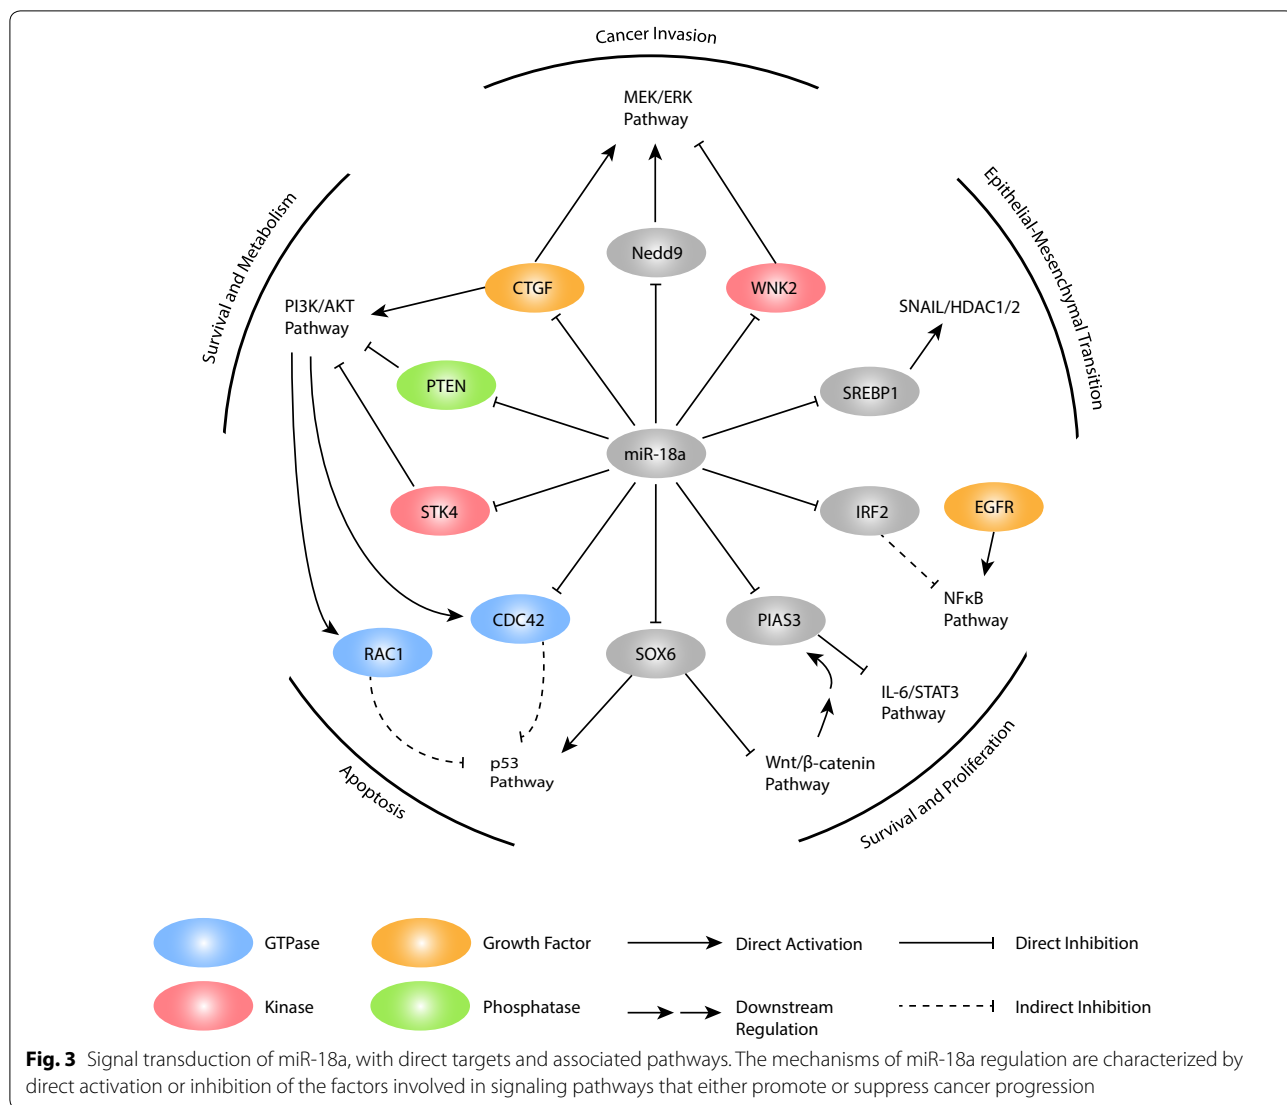 Cancer Invasion
MEK/ERK
Pathway
Epithelial-Mesenchymal Transition
Survival and Metabolism
Nedd9
CTGF
WNK2
PI3K/AKT
Pathway
SNAIL/HDAC1/2
PTEN
SREBP1
miR-18a
STK4
IRF2
EGFR
NFκB
Pathway
CDC42
PIAS3
RAC1
SOX6
IL-6/STAT3
Pathway
p53
Pathway
Wnt/β-catenin
Pathway
Apoptosis
Survival and Proliferation
GTPase
Growth Factor
Direct Activation
Direct Inhibition
Kinase
Phosphatase
Downstream
Regulation
Indirect Inhibition
Fig. 3 Signal transduction of miR-18a, with direct targets and associated pathways. The mechanisms of miR-18a regulation are characterized by
direct activation or inhibition of the factors involved in signaling pathways that either promote or suppress cancer progression